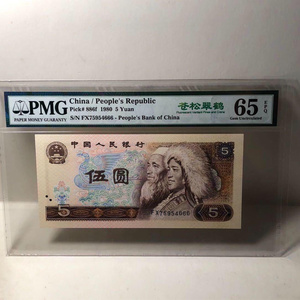 PMG
PAPER MONEY GUARANTY
China / People's Republic
Pick# 886f 1980 5 Yuan
S/N FX75954666 - People's Bank of China
苍松翠鹤
65 EPQ
Gem Uncirculated
中国人民银行
伍圆
5
5
FX75954666